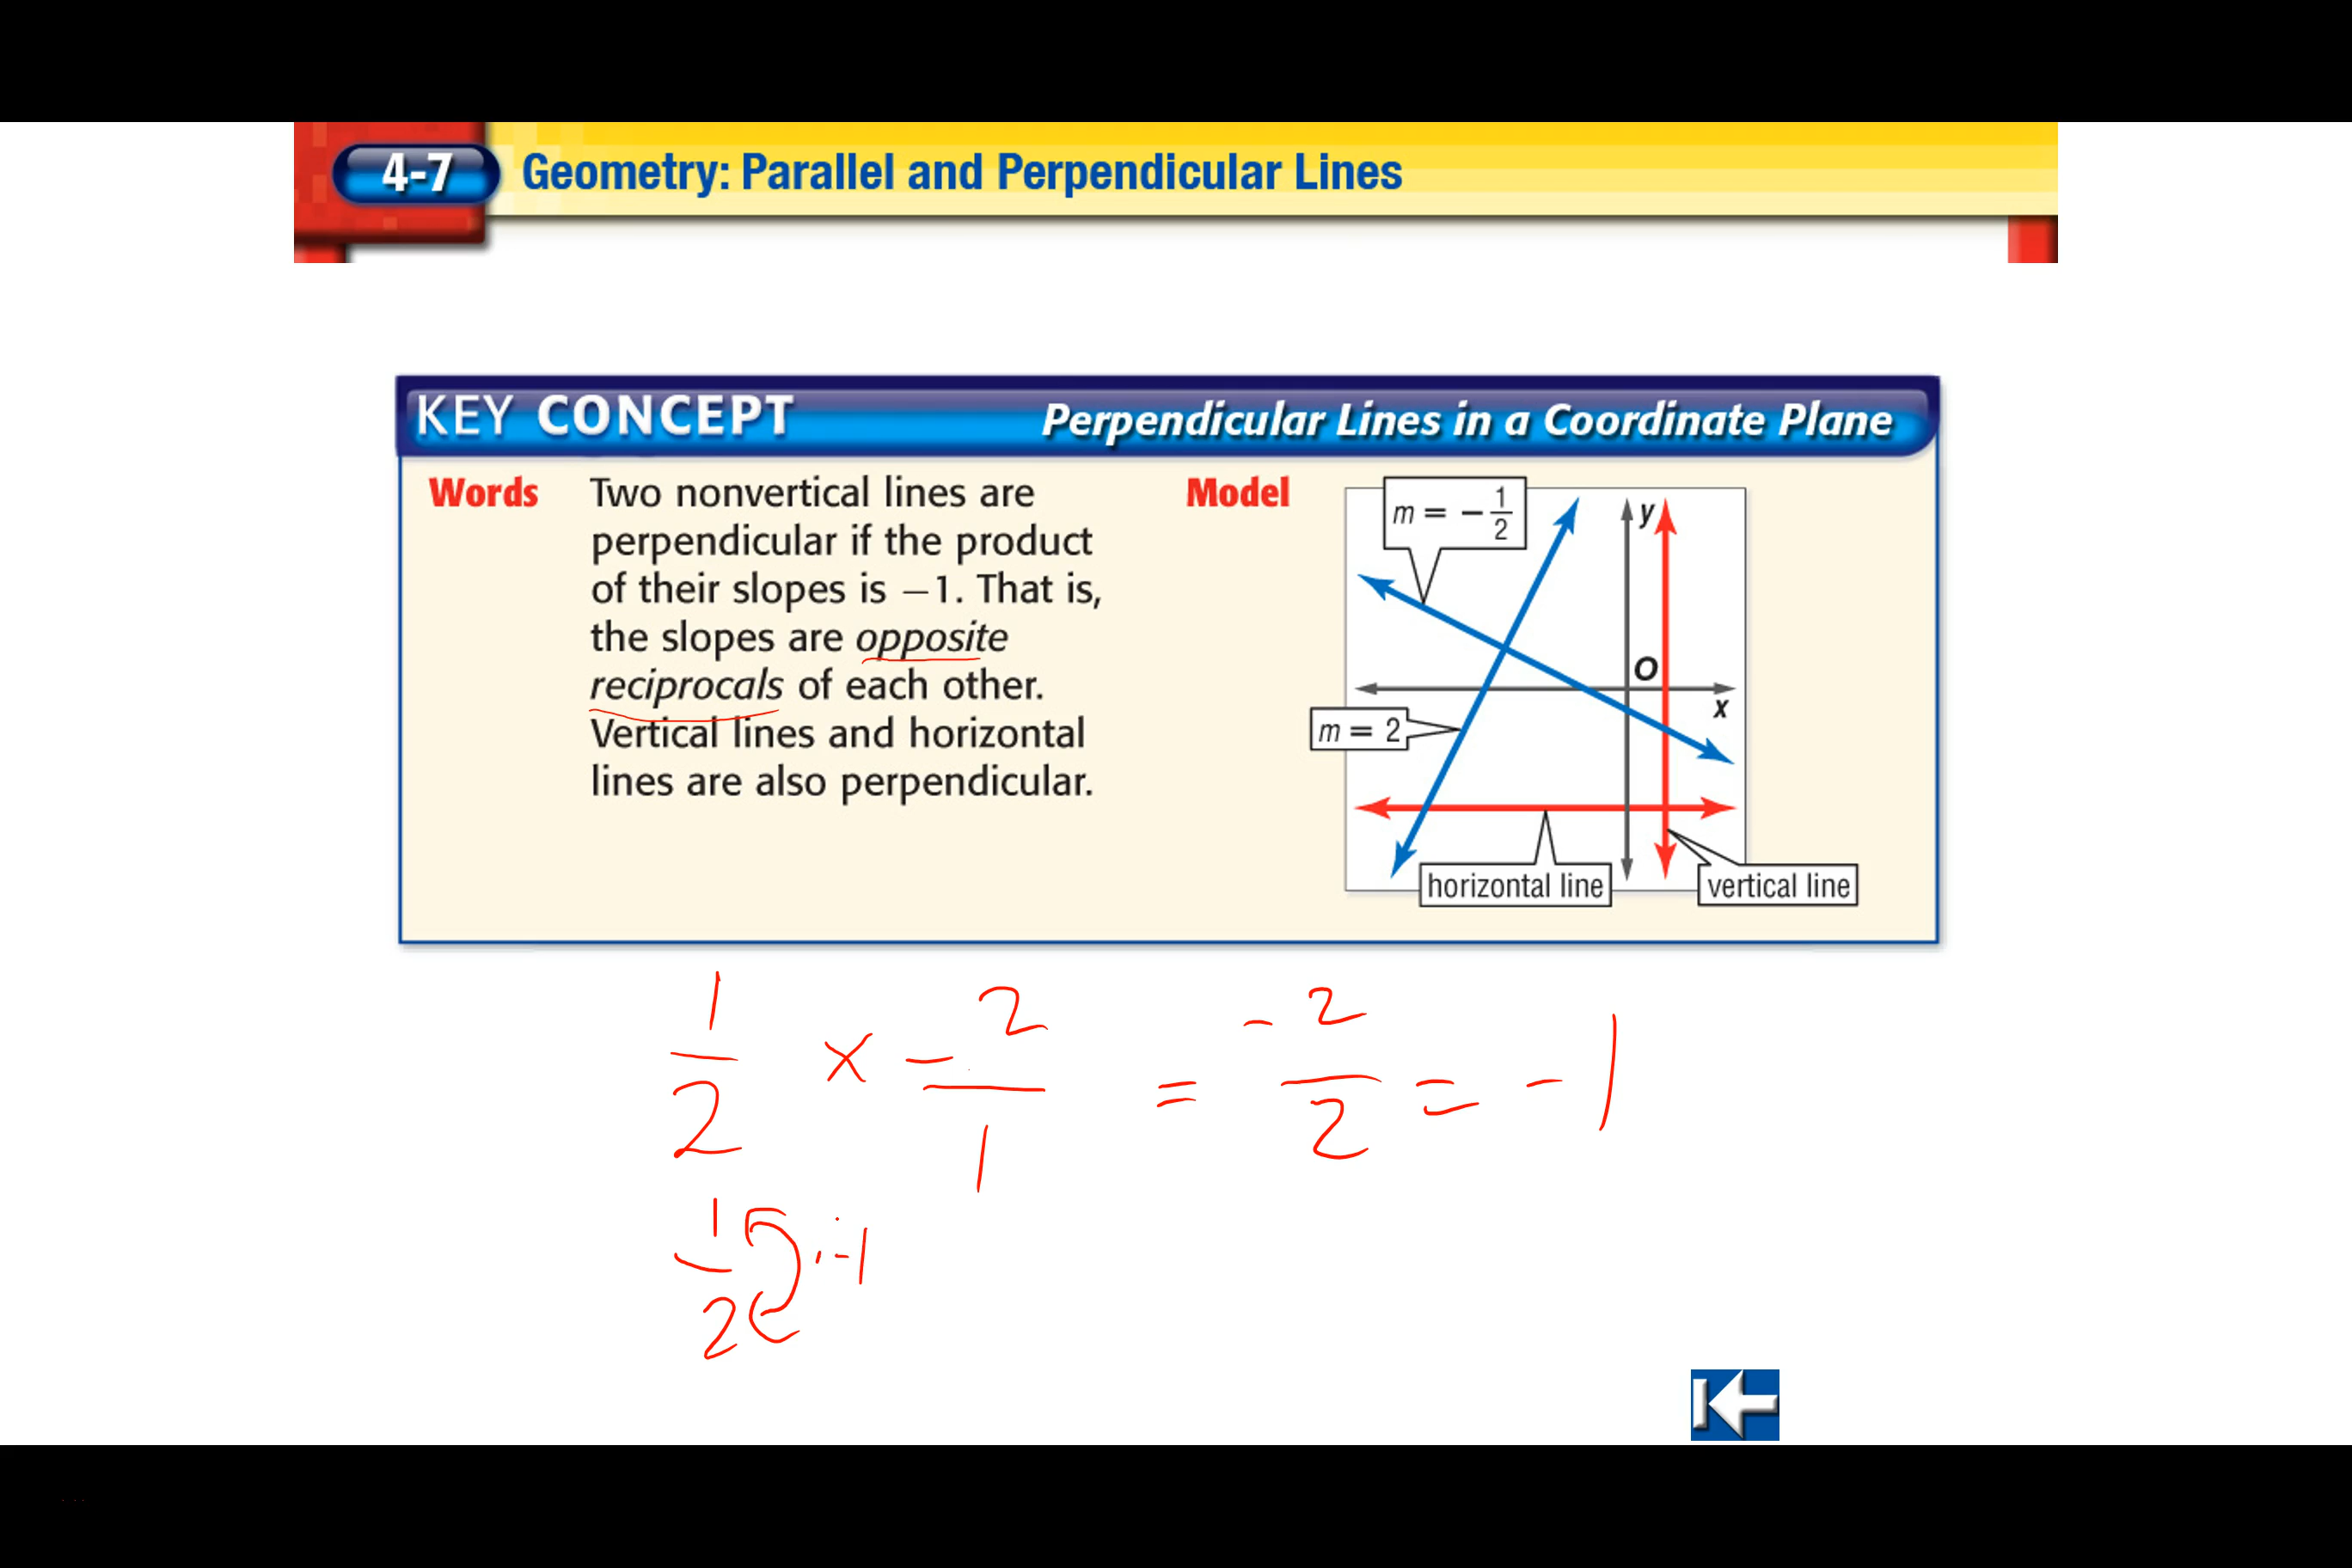 4-7 Geometry: Parallel and Perpendicular Lines
KEY CONCEPT Perpendicular Lines in a Coordinate Plane
Words
Two nonvertical lines are
perpendicular if the product
of their slopes is −1. That is,
the slopes are opposite
reciprocals of each other.
Vertical lines and horizontal
lines are also perpendicular.
Model
m = −1/2
y
O
x
m = 2
horizontal line
vertical line
1/2 × −2/1 = −2/2 = −1
1/2 · −1